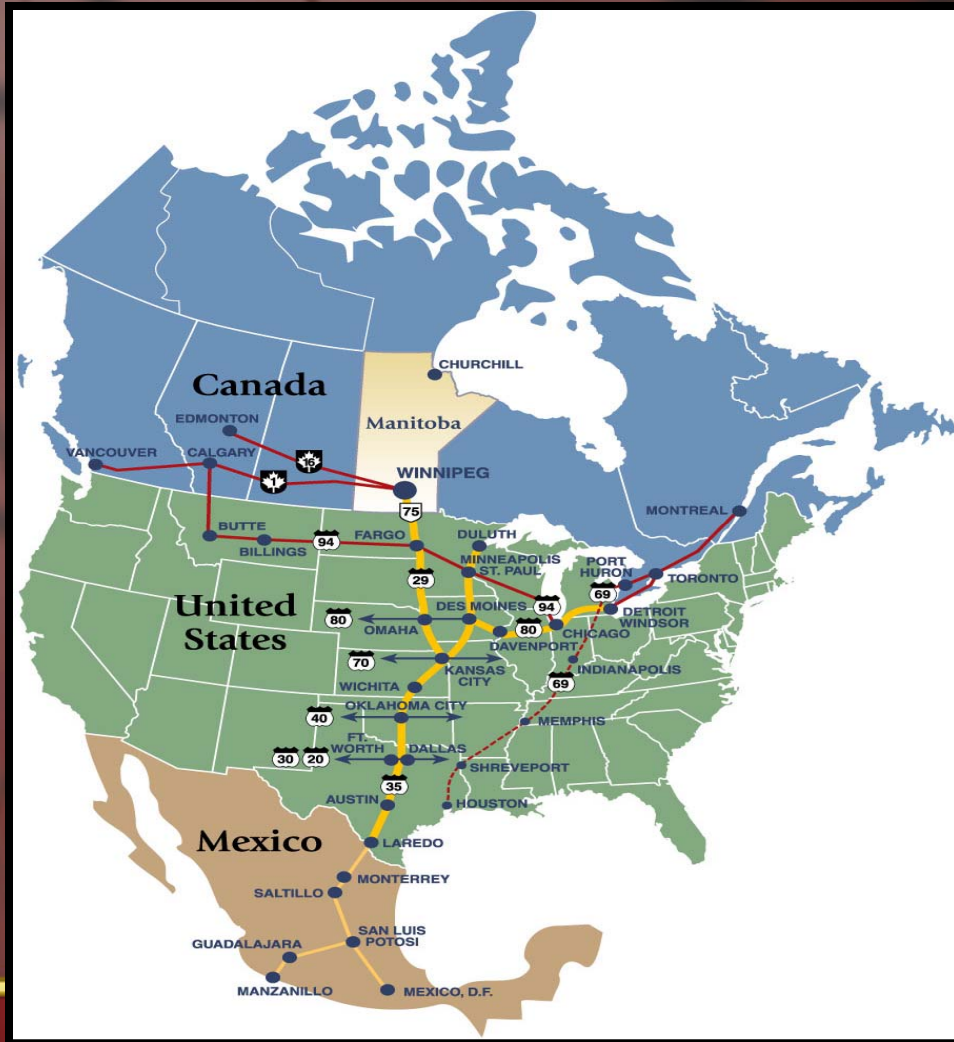 CHURCHILL
Canada
EDMONTON
Manitoba
VANCOUVER
CALGARY
16
1
WINNIPEG
75
MONTREAL
BUTTE
BILLINGS
94
FARGO
DULUTH
MINNEAPOLIS
ST. PAUL
PORT
HURON
TORONTO
29
69
United
States
DES MOINES
94
DETROIT
WINDSOR
80
OMAHA
80
CHICAGO
DAVENPORT
70
KANSAS
CITY
INDIANAPOLIS
WICHITA
69
OKLAHOMA CITY
40
MEMPHIS
FT.
WORTH
DALLAS
30
20
SHREVEPORT
35
AUSTIN
HOUSTON
Mexico
LAREDO
MONTERREY
SALTILLO
SAN LUIS
POTOSI
GUADALAJARA
MANZANILLO
MEXICO, D.F.